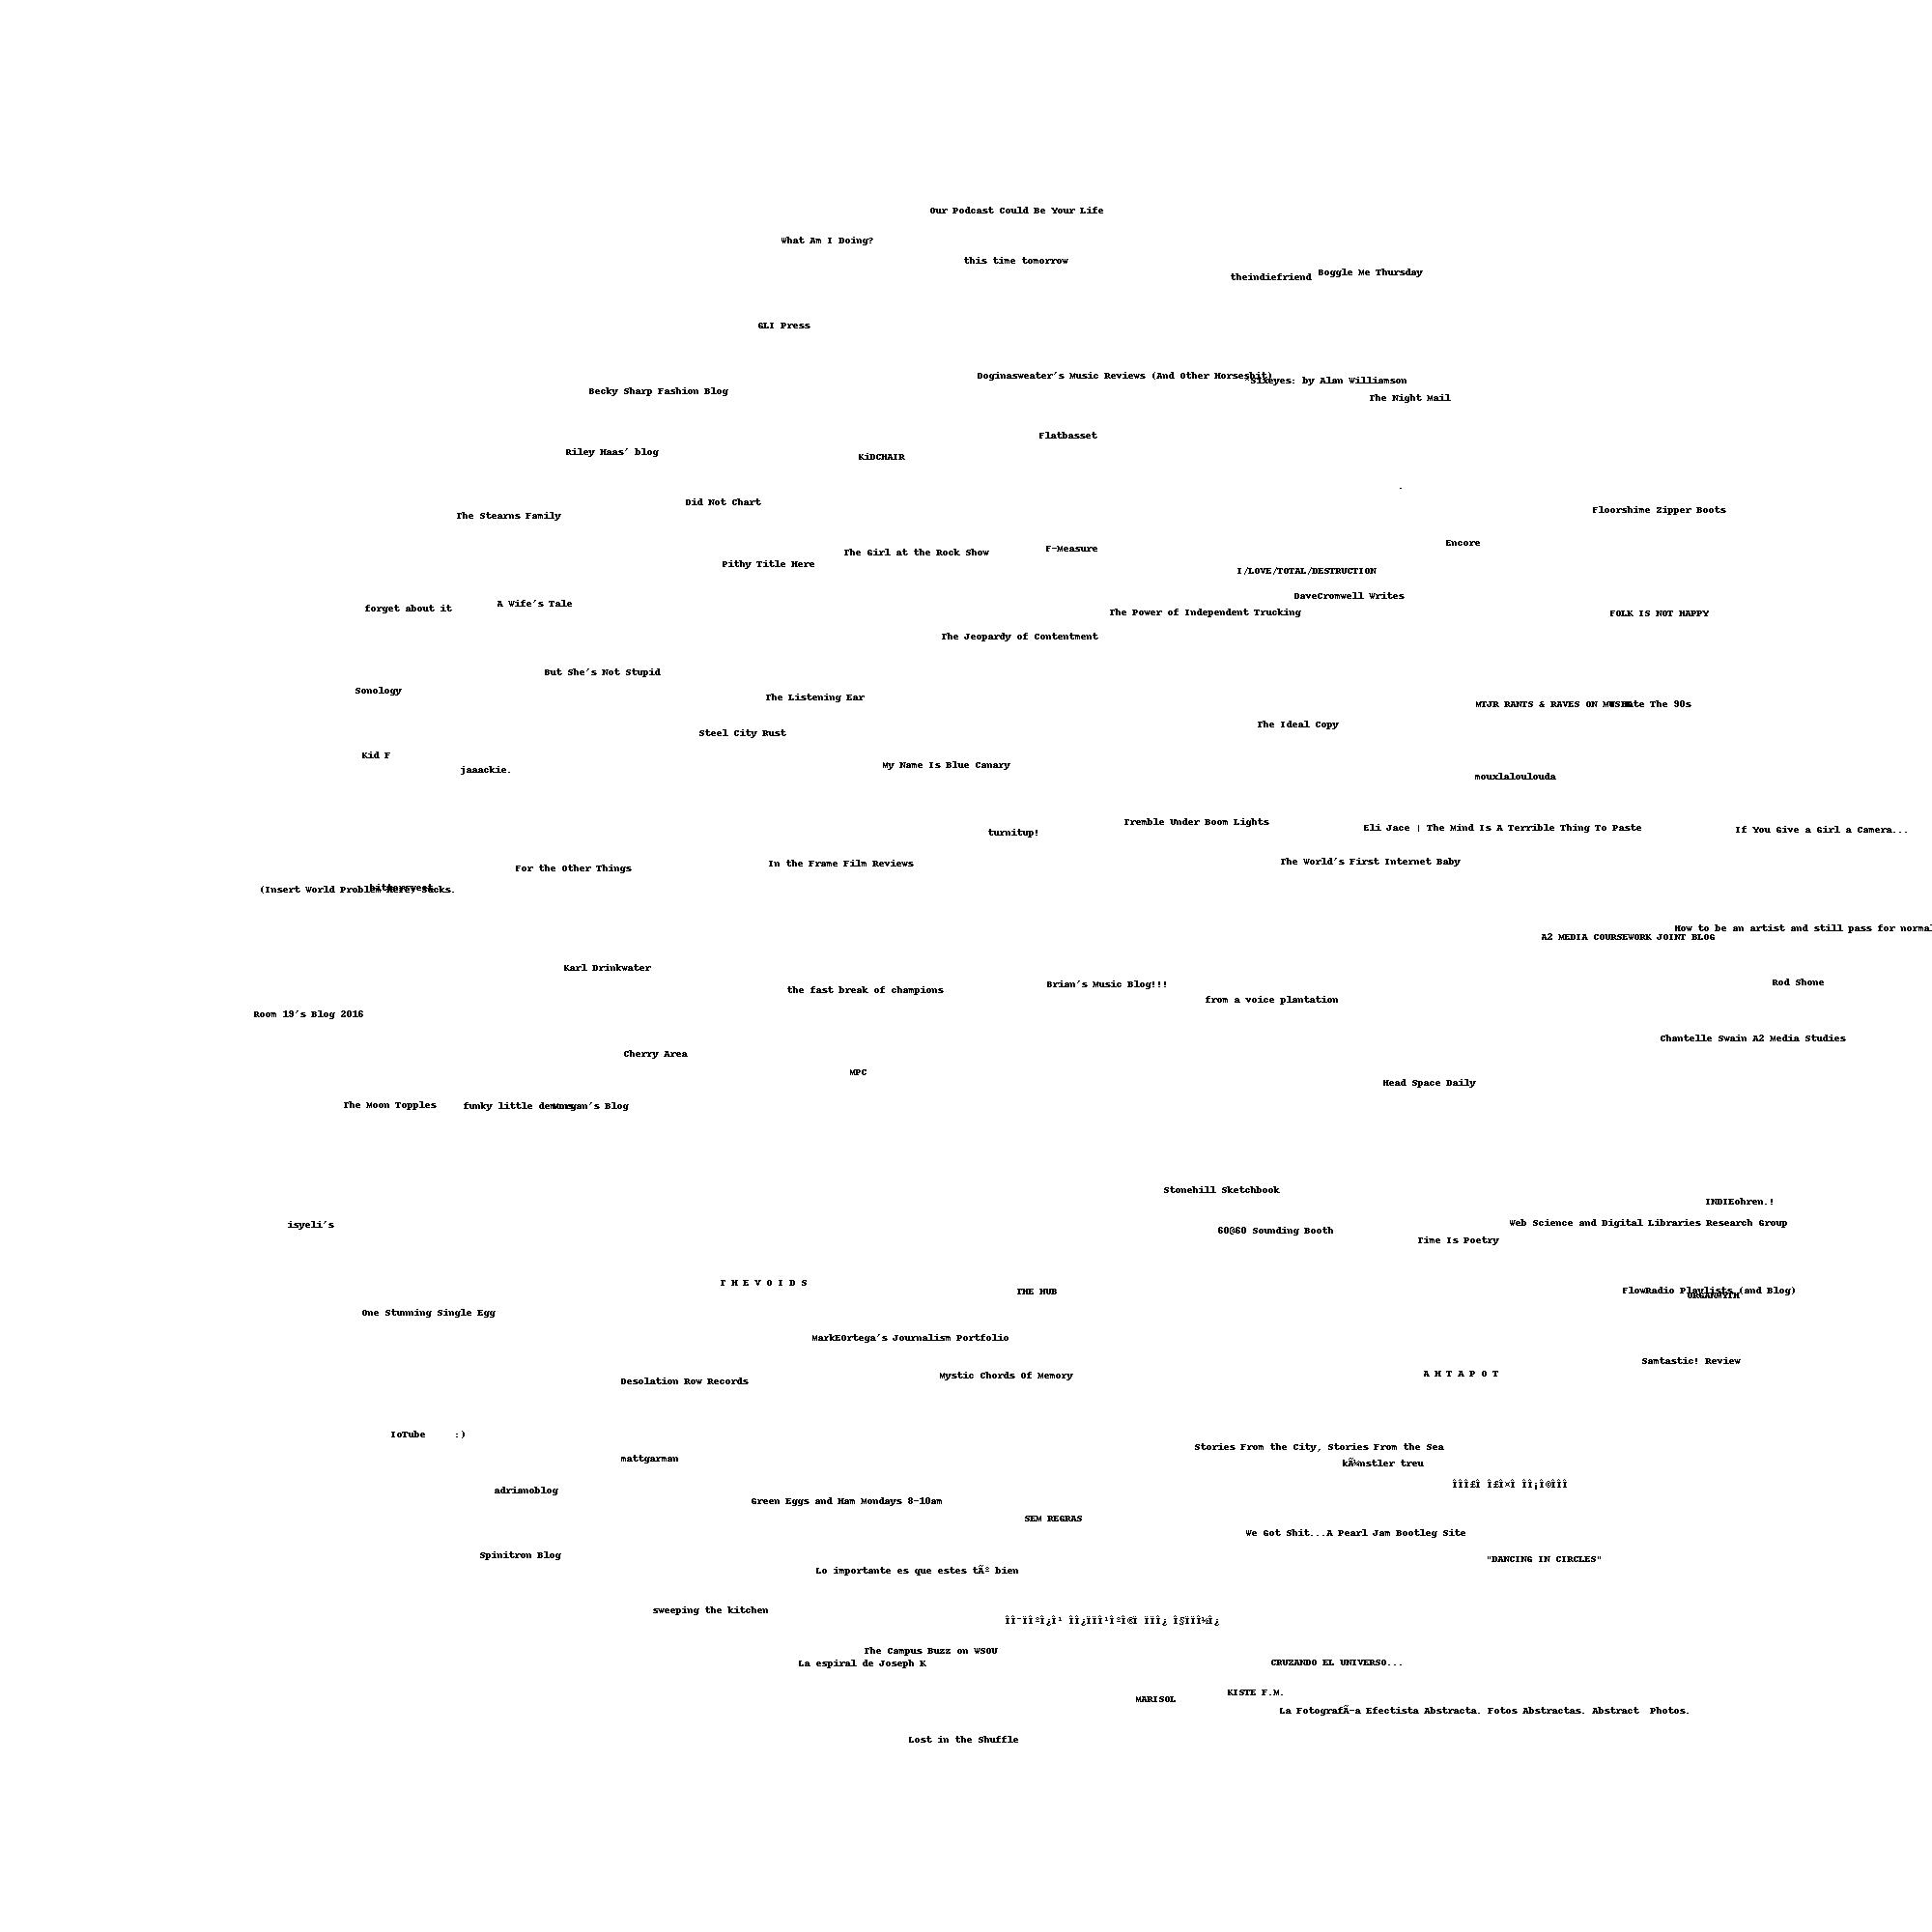 Our Podcast Could Be Your Life
What Am I Doing?
this time tomorrow
theindiefriend
Boggle Me Thursday
GLI Press
Doginasweater's Music Reviews (And Other Horseshit)
*Sixeyes: by Alan Williamson
Becky Sharp Fashion Blog
The Night Mail
Flatbasset
Riley Haas' blog
KiDCHAIR
.
Did Not Chart
Floorshime Zipper Boots
The Stearns Family
Encore
The Girl at the Rock Show
F-Measure
Pithy Title Here
I/LOVE/TOTAL/DESTRUCTION
DaveCromwell Writes
A Wife's Tale
forget about it
The Power of Independent Trucking
FOLK IS NOT HAPPY
The Jeopardy of Contentment
But She's Not Stupid
Sonology
The Listening Ear
MTJR RANTS & RAVES ON MUSIC
Hate The 90s
The Ideal Copy
Steel City Rust
Kid F
My Name Is Blue Canary
jaaackie.
mouxlaloulouda
Tremble Under Boom Lights
Eli Jace | The Mind Is A Terrible Thing To Paste
If You Give a Girl a Camera...
turnitup!
The World's First Internet Baby
In the Frame Film Reviews
For the Other Things
bittersweet
(Insert World Problem Here) Sucks.
How to be an artist and still pass for normal
A2 MEDIA COURSEWORK JOINT BLOG
Karl Drinkwater
Rod Shone
Brian's Music Blog!!!
the fast break of champions
from a voice plantation
Room 19's Blog 2016
Chantelle Swain A2 Media Studies
Cherry Area
MPC
Head Space Daily
The Moon Topples
funky little demons
Morgan's Blog
Stonehill Sketchbook
INDIEohren.!
Web Science and Digital Libraries Research Group
isyeli's
60@60 Sounding Booth
Time Is Poetry
T H E V O I D S
THE HUB
FlowRadio Playlists (and Blog)
One Stunning Single Egg
MarkEOrtega's Journalism Portfolio
Samtastic! Review
A H T A P O T
Mystic Chords Of Memory
Desolation Row Records
IoTube :)
Stories From the City, Stories From the Sea
mattgarman
kÃ¼nstler treu
adrianoblog
Green Eggs and Ham Mondays 8-10am
SEM REGRAS
We Got Shit...A Pearl Jam Bootleg Site
Spinitron Blog
"DANCING IN CIRCLES"
Lo importante es que estes tÃº bien
sweeping the kitchen
The Campus Buzz on WSOU
La espiral de Joseph K
CRUZANDO EL UNIVERSO...
KISTE F.M.
MARISOL
La FotografÃ­a Efectista Abstracta. Fotos Abstractas. Abstract Photos.
Lost in the Shuffle